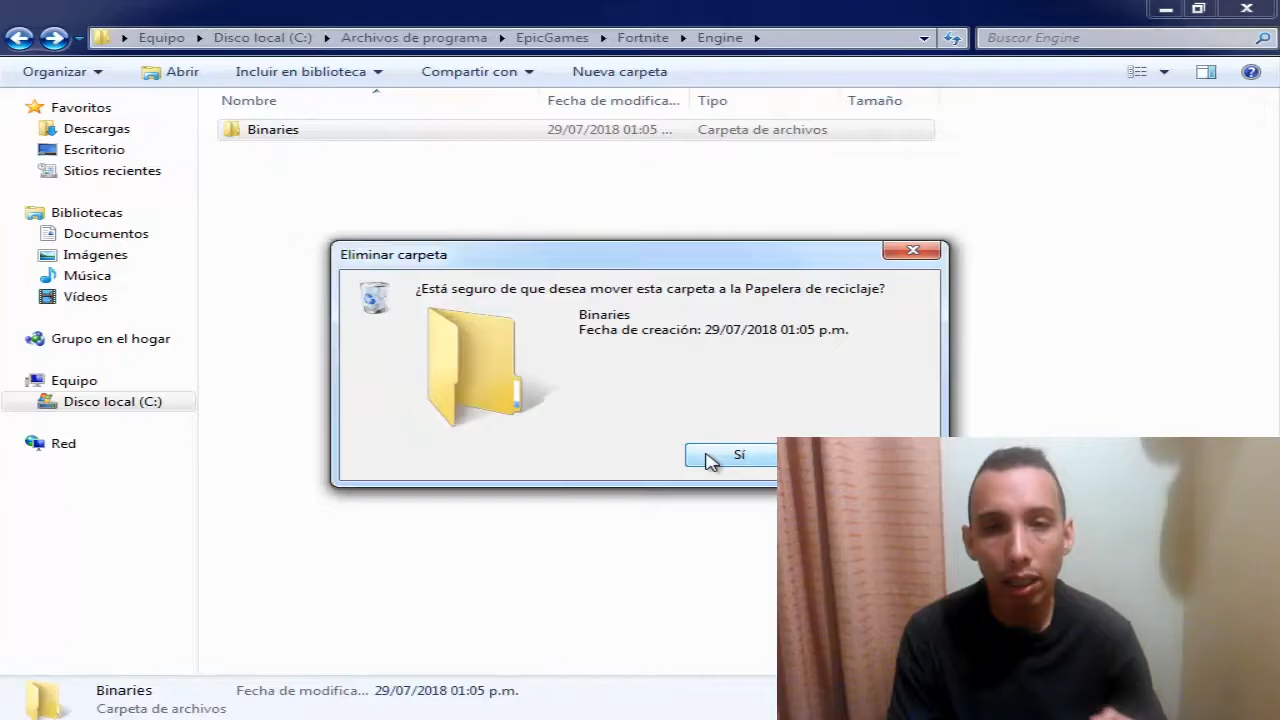 Equipo Disco local (C:) Archivos de programa EpicGames Fortnite Engine Buscar Engine
Organizar Abrir Incluir en biblioteca Compartir con Nueva carpeta
Nombre Fecha de modifica... Tipo Tamaño
Binaries 29/07/2018 01:05 ... Carpeta de archivos
Favoritos
Descargas
Escritorio
Sitios recientes
Bibliotecas
Documentos
Imágenes
Música
Vídeos
Grupo en el hogar
Equipo
Disco local (C:)
Red
Eliminar carpeta
¿Está seguro de que desea mover esta carpeta a la Papelera de reciclaje?
Binaries
Fecha de creación: 29/07/2018 01:05 p.m.
Sí
Binaries Fecha de modifica... 29/07/2018 01:05 p.m.
Carpeta de archivos